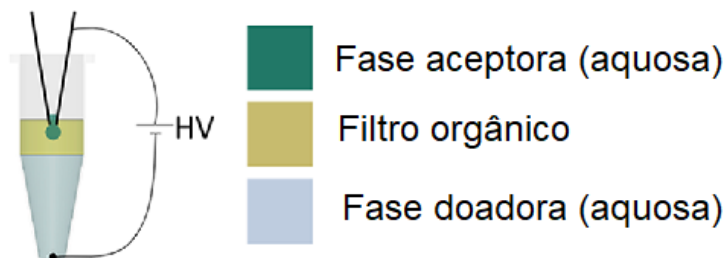 HV
Fase aceptora (aquosa)
Filtro orgânico
Fase doadora (aquosa)